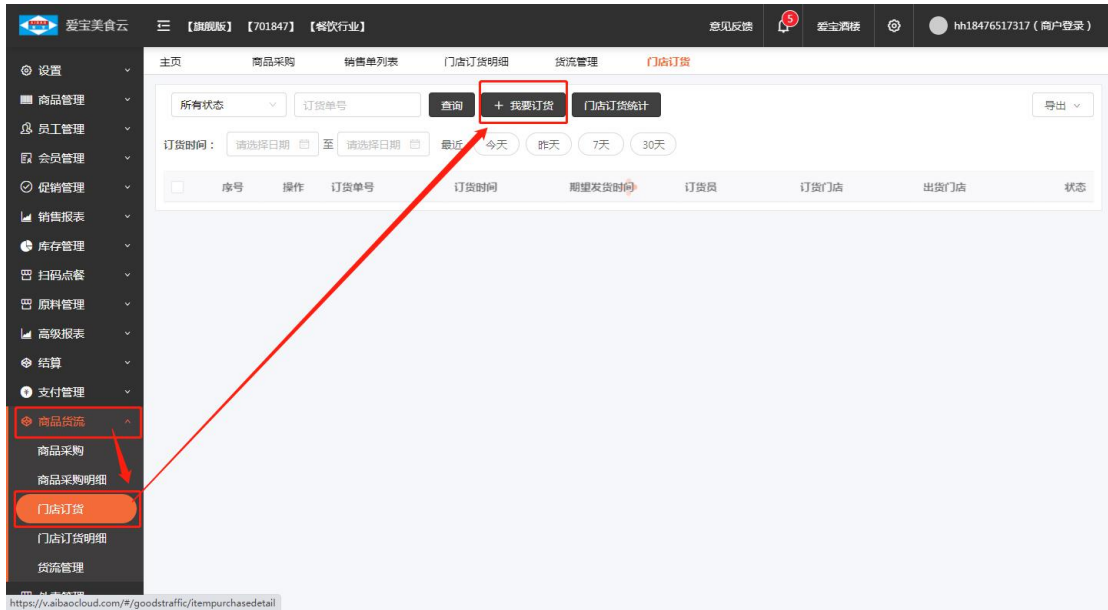 爱宝美食云
【旗舰版】 【701847】 【餐饮行业】
意见反馈
5
爱宝酒楼
hh18476517317（商户登录）
主页 商品采购 销售单列表 门店订货明细 货流管理 门店订货
设置
商品管理
员工管理
会员管理
促销管理
销售报表
库存管理
扫码点餐
原料管理
高级报表
结算
支付管理
商品货流
商品采购
商品采购明细
门店订货
门店订货明细
货流管理
所有状态 订货单号 查询 + 我要订货 门店订货统计 导出
订货时间： 请选择日期 至 请选择日期 最近 今天 昨天 7天 30天
序号 操作 订货单号 订货时间 期望发货时间 订货员 订货门店 出货门店 状态
https://v.aibaocloud.com/#/goodstraffic/itempurchasedetail